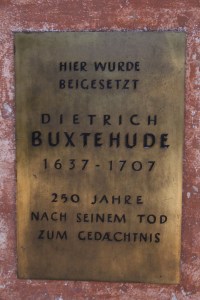 HIER WURDE
BEIGESETZT
DIETRICH
BUXTEHUDE
1637-1707
250 JAHRE
NACH SEINEM TOD
ZUM GEDÆCHTNIS